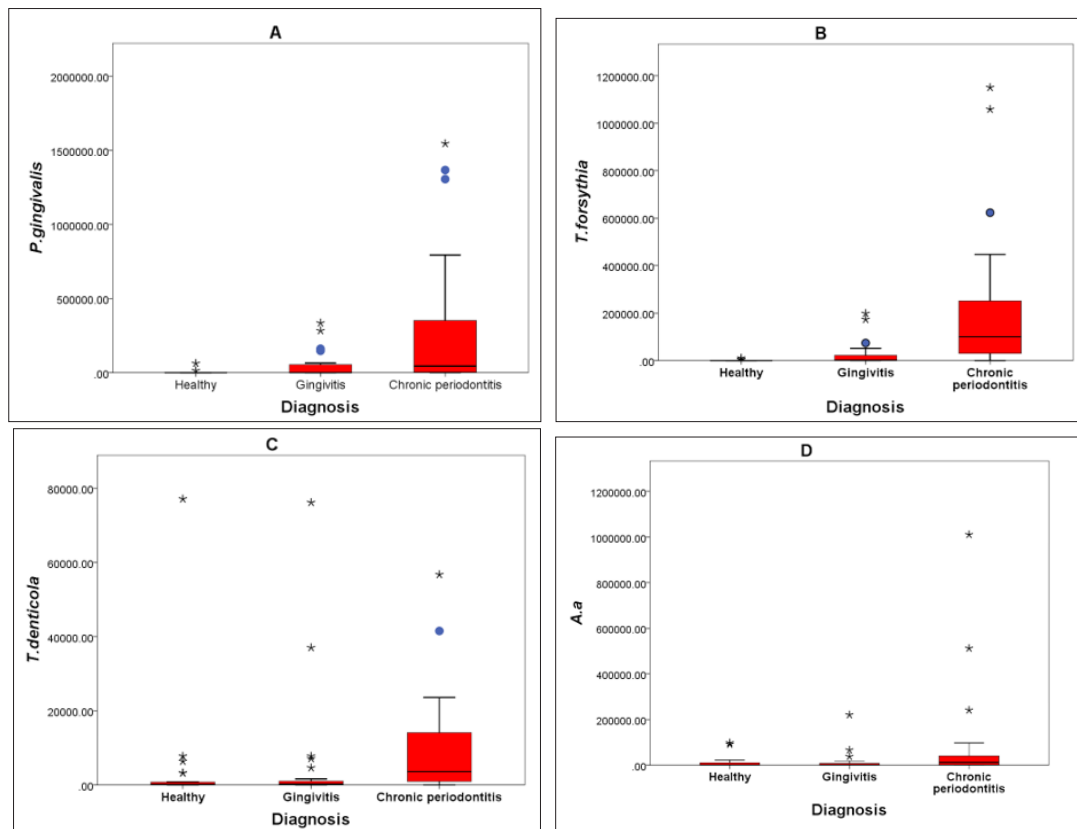 A
2000000.00
1500000.00
1000000.00
500000.00
.00
P.gingivalis
Healthy Gingivitis Chronic periodontitis
Diagnosis
B
1200000.00
1000000.00
800000.00
600000.00
400000.00
200000.00
.00
T.forsythia
Healthy Gingivitis Chronic
periodontitis
Diagnosis
C
80000.00
60000.00
40000.00
20000.00
.00
T.denticola
Healthy Gingivitis Chronic periodontitis
Diagnosis
D
1200000.00
1000000.00
800000.00
600000.00
400000.00
200000.00
.00
A.a
Healthy Gingivitis Chronic
periodontitis
Diagnosis